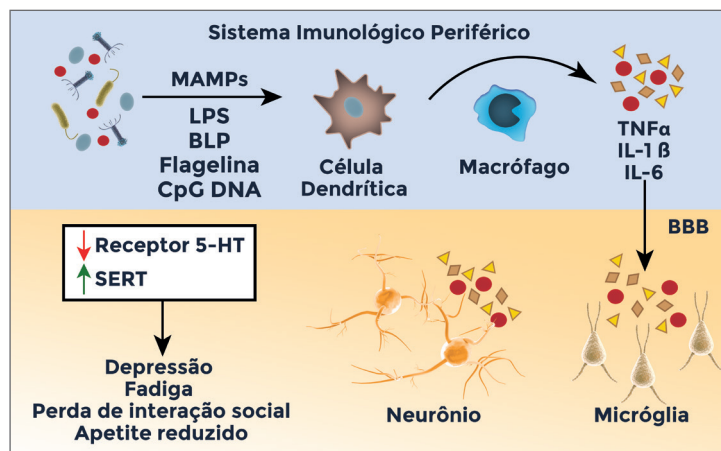 Sistema Imunológico Periférico
MAMPs
LPS
BLP
Flagelina
CpG DNA
Célula
Dendrítica
Macrófago
TNFα
IL-1 ß
IL-6
BBB
Receptor 5-HT
SERT
Depressão
Fadiga
Perda de interação social
Apetite reduzido
Neurônio
Micróglia